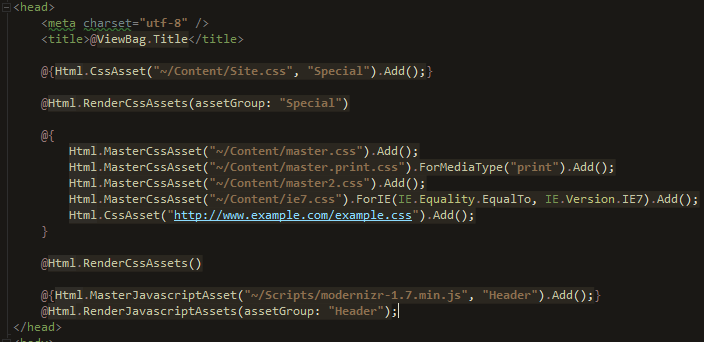 <head>
<meta charset="utf-8" />
<title>@ViewBag.Title</title>
@{Html.CssAsset("~/Content/Site.css", "Special").Add();}
@Html.RenderCssAssets(assetGroup: "Special")
@{
Html.MasterCssAsset("~/Content/master.css").Add();
Html.MasterCssAsset("~/Content/master.print.css").ForMediaType("print").Add();
Html.MasterCssAsset("~/Content/master2.css").Add();
Html.MasterCssAsset("~/Content/ie7.css").ForIE(IE.Equality.EqualTo, IE.Version.IE7).Add();
Html.CssAsset("http://www.example.com/example.css").Add();
}
@Html.RenderCssAssets()
@{Html.MasterJavascriptAsset("~/Scripts/modernizr-1.7.min.js", "Header").Add();}
@Html.RenderJavascriptAssets(assetGroup: "Header");
</head>
<body>